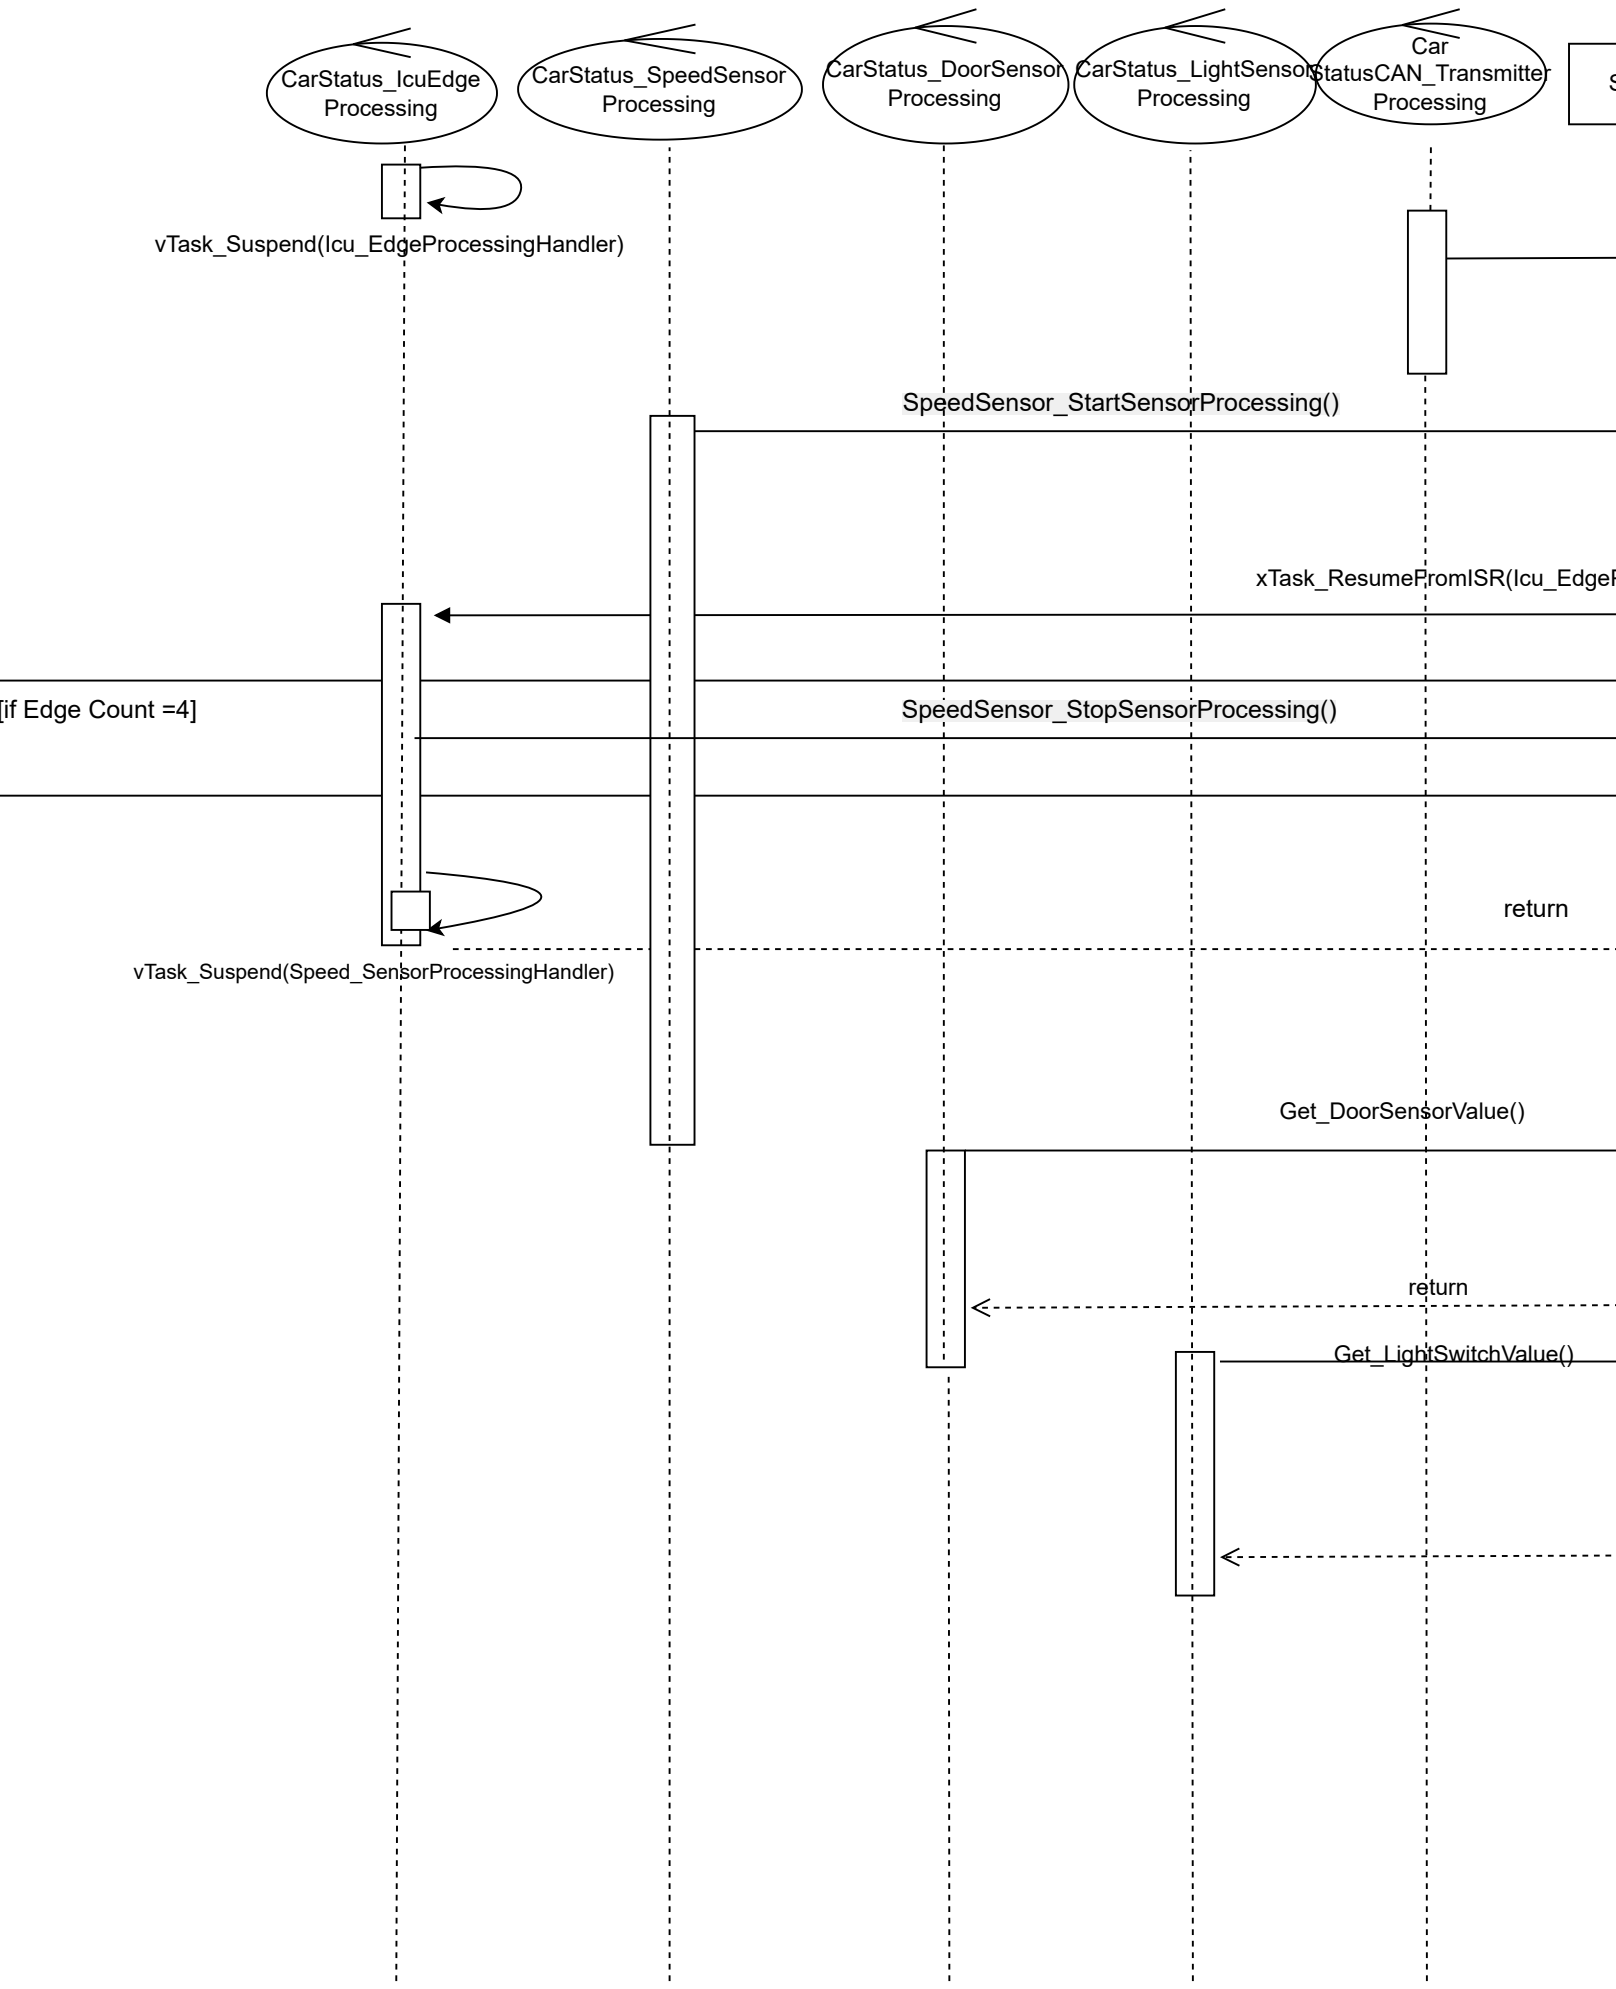 CarStatus_IcuEdge
Processing
CarStatus_SpeedSensor
Processing
CarStatus_DoorSensor
Processing
CarStatus_LightSensor
Processing
Car
StatusCAN_Transmitter
Processing
S
vTask_Suspend(Icu_EdgeProcessingHandler)
SpeedSensor_StartSensorProcessing()
xTask_ResumeFromISR(Icu_Edge
[if Edge Count =4]
SpeedSensor_StopSensorProcessing()
return
vTask_Suspend(Speed_SensorProcessingHandler)
Get_DoorSensorValue()
return
Get_LightSwitchValue()